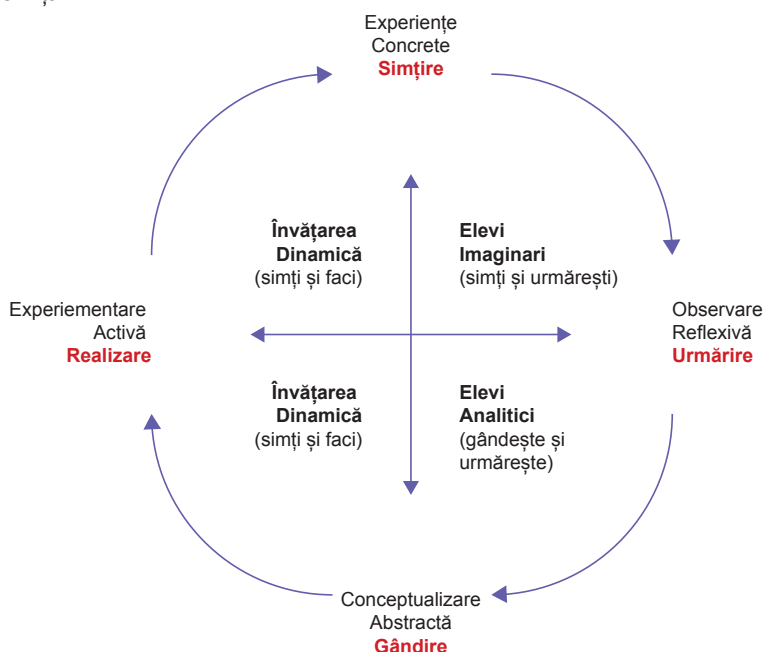 Experiențe
Concrete
Simțire
Învățarea
Dinamică
(simți și faci)
Elevi
Imaginari
(simți și urmărești)
Experiementare
Activă
Realizare
Observare
Reflexivă
Urmărire
Învățarea
Dinamică
(simți și faci)
Elevi
Analitici
(gândește și
urmărește)
Conceptualizare
Abstractă
Gândire